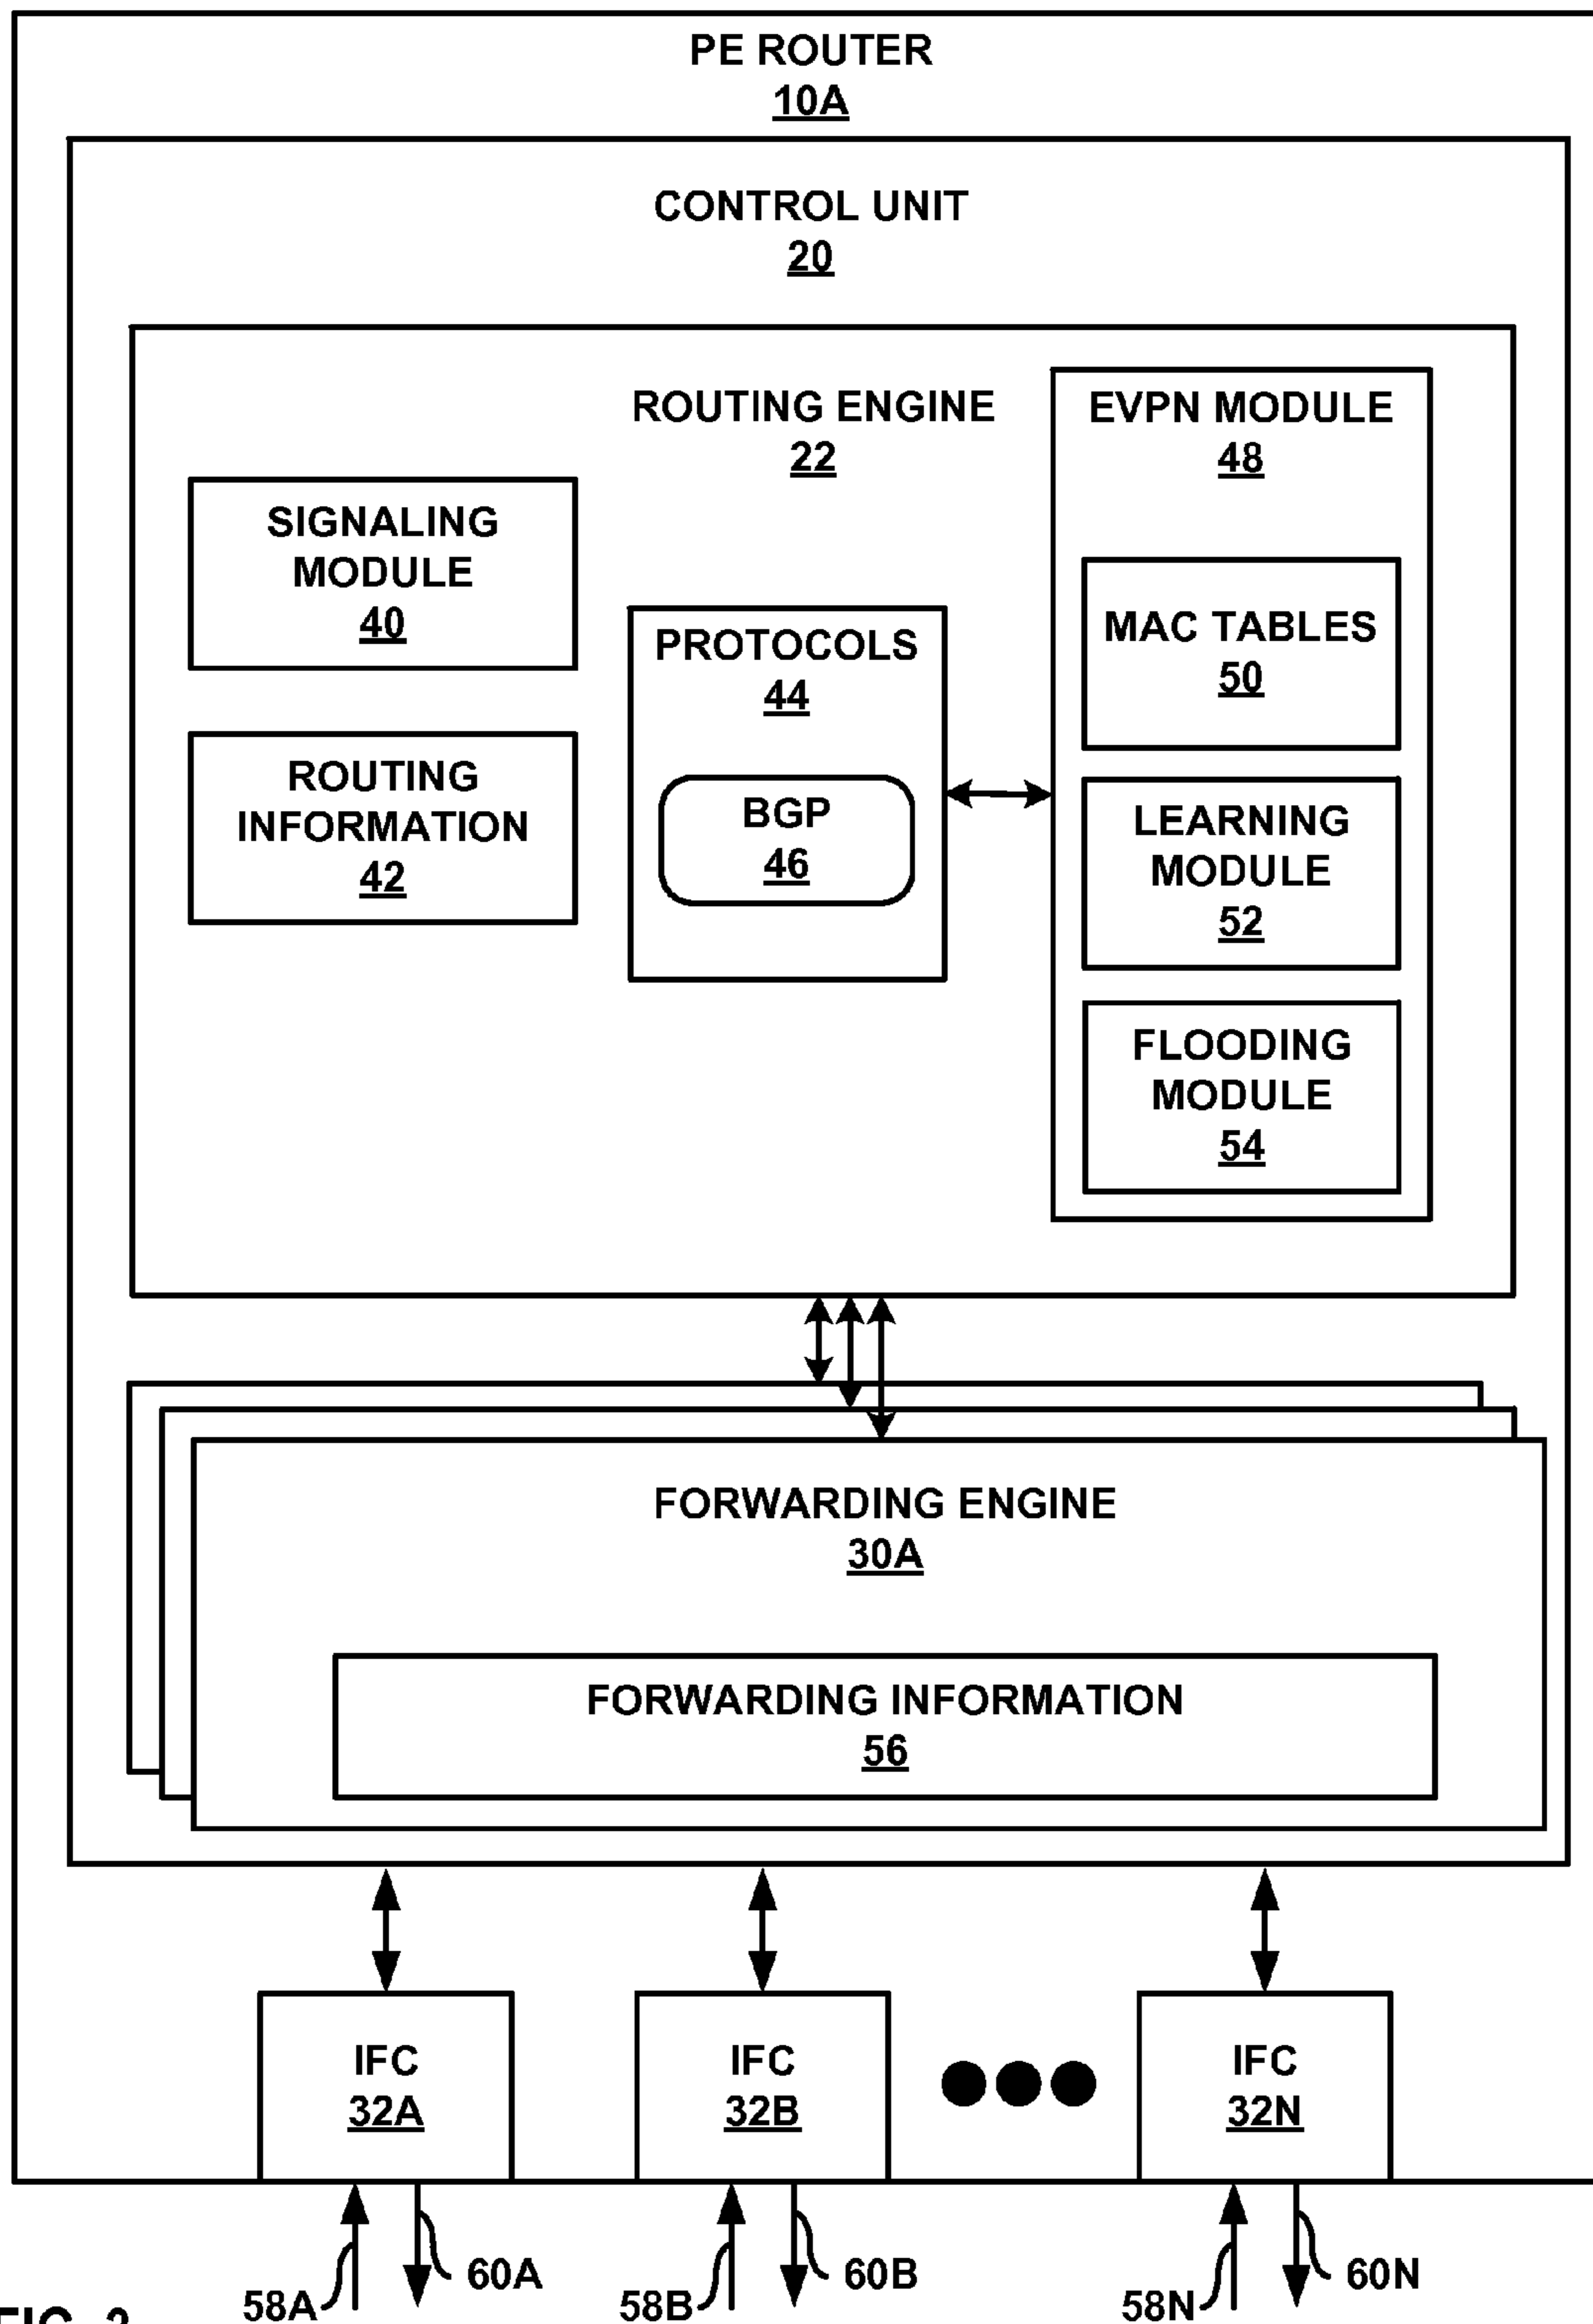 PE ROUTER
10A
CONTROL UNIT
20
ROUTING ENGINE
22
EVPN MODULE
48
SIGNALING
MODULE
40
ROUTING
INFORMATION
42
PROTOCOLS
44
BGP
46
MAC TABLES
50
LEARNING
MODULE
52
FLOODING
MODULE
54
FORWARDING ENGINE
30A
FORWARDING INFORMATION
56
IFC
32A
IFC
32B
IFC
32N
58A
60A
58B
60B
58N
60N